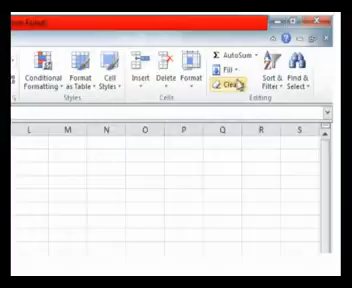 Σ AutoSum
Fill
Clea
Conditional Formatting
Format as Table
Cell Styles
Insert
Delete
Format
Sort & Filter
Find & Select
Styles
Cells
Editing
L M N O P Q R S